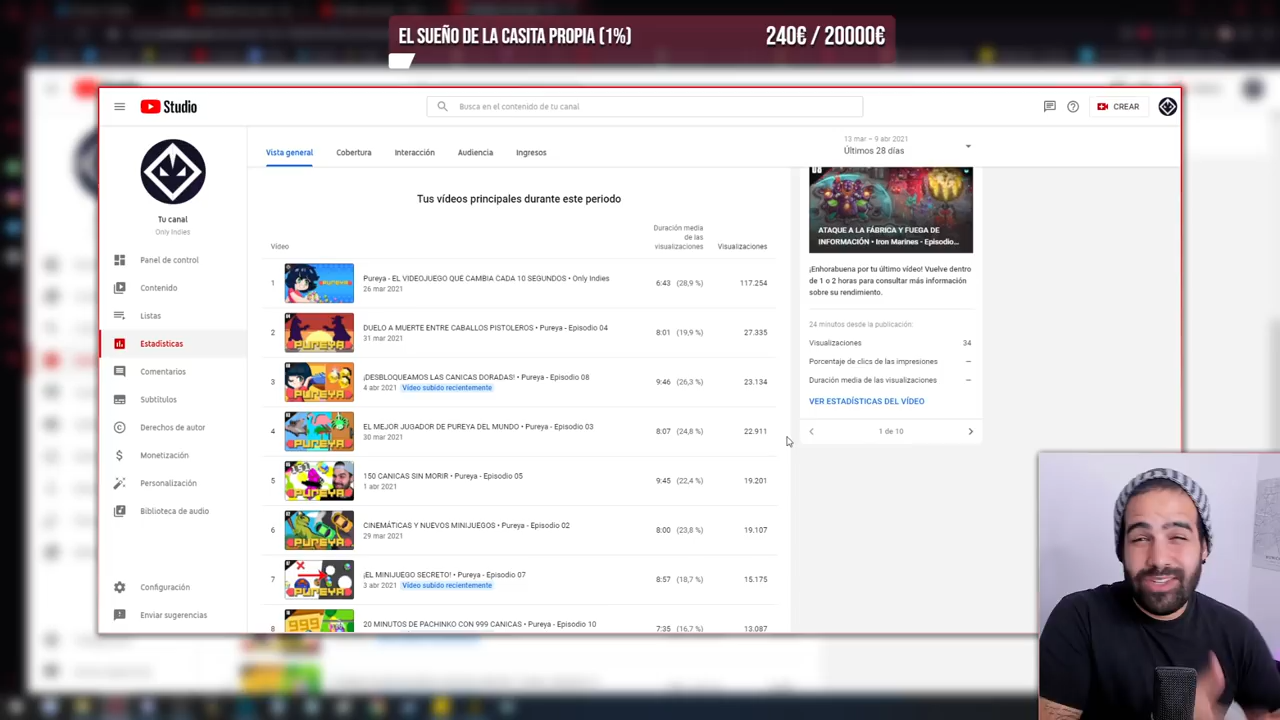 EL SUEÑO DE LA CASITA PROPIA (1%)
240€ / 20000€
Studio
Busca en el contenido de tu canal
CREAR
Tu canal
Only Indies
Panel de control
Contenido
Listas
Estadísticas
Comentarios
Subtítulos
Derechos de autor
Monetización
Personalización
Biblioteca de audio
Configuración
Enviar sugerencias
Vista general
Cobertura
Interacción
Audiencia
Ingresos
13 mar – 9 abr 2021
Últimos 28 días
Tus vídeos principales durante este periodo
Vídeo
Duración media
de las
visualizaciones
Visualizaciones
1
Pureya - EL VIDEOJUEGO QUE CAMBIA CADA 10 SEGUNDOS • Only Indies
26 mar 2021
6:43 (28,9 %)
117.254
2
DUELO A MUERTE ENTRE CABALLOS PISTOLEROS • Pureya - Episodio 04
31 mar 2021
8:01 (19,9 %)
27.335
3
¡DESBLOQUEAMOS LAS CANICAS DORADAS! • Pureya - Episodio 08
4 abr 2021 Vídeo subido recientemente
9:46 (26,3 %)
23.134
4
EL MEJOR JUGADOR DE PUREYA DEL MUNDO • Pureya - Episodio 03
30 mar 2021
8:07 (24,8 %)
22.911
5
150 CANICAS SIN MORIR • Pureya - Episodio 05
1 abr 2021
9:45 (22,4 %)
19.201
6
CINEMÁTICAS Y NUEVOS MINIJUEGOS • Pureya - Episodio 02
29 mar 2021
8:00 (23,8 %)
19.107
7
¡EL MINIJUEGO SECRETO! • Pureya - Episodio 07
3 abr 2021 Vídeo subido recientemente
8:57 (18,7 %)
15.175
8
20 MINUTOS DE PACHINKO CON 999 CANICAS • Pureya - Episodio 10
7:35 (16,7 %)
13.087
PUREYA
PUREYA
PUREYA
PUREYA
PUREYA
PUREYA
PUREYA
999
ATAQUE A LA FÁBRICA Y FUEGA DE
INFORMACIÓN • Iron Marines - Episodio...
¡Enhorabuena por tu último vídeo! Vuelve dentro
de 1 o 2 horas para consultar más información
sobre su rendimiento.
24 minutos desde la publicación:
Visualizaciones
34
Porcentaje de clics de las impresiones
—
Duración media de las visualizaciones
—
VER ESTADÍSTICAS DEL VÍDEO
1 de 10